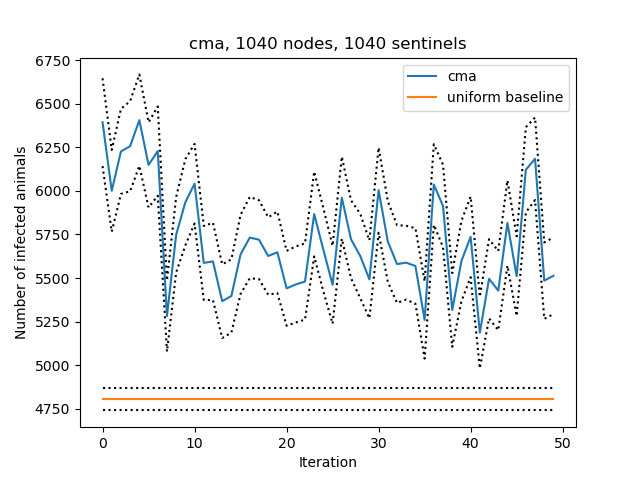 cma, 1040 nodes, 1040 sentinels
6750
6500
6250
6000
5750
5500
5250
5000
4750
Number of infected animals
cma
uniform baseline
0 10 20 30 40 50
Iteration